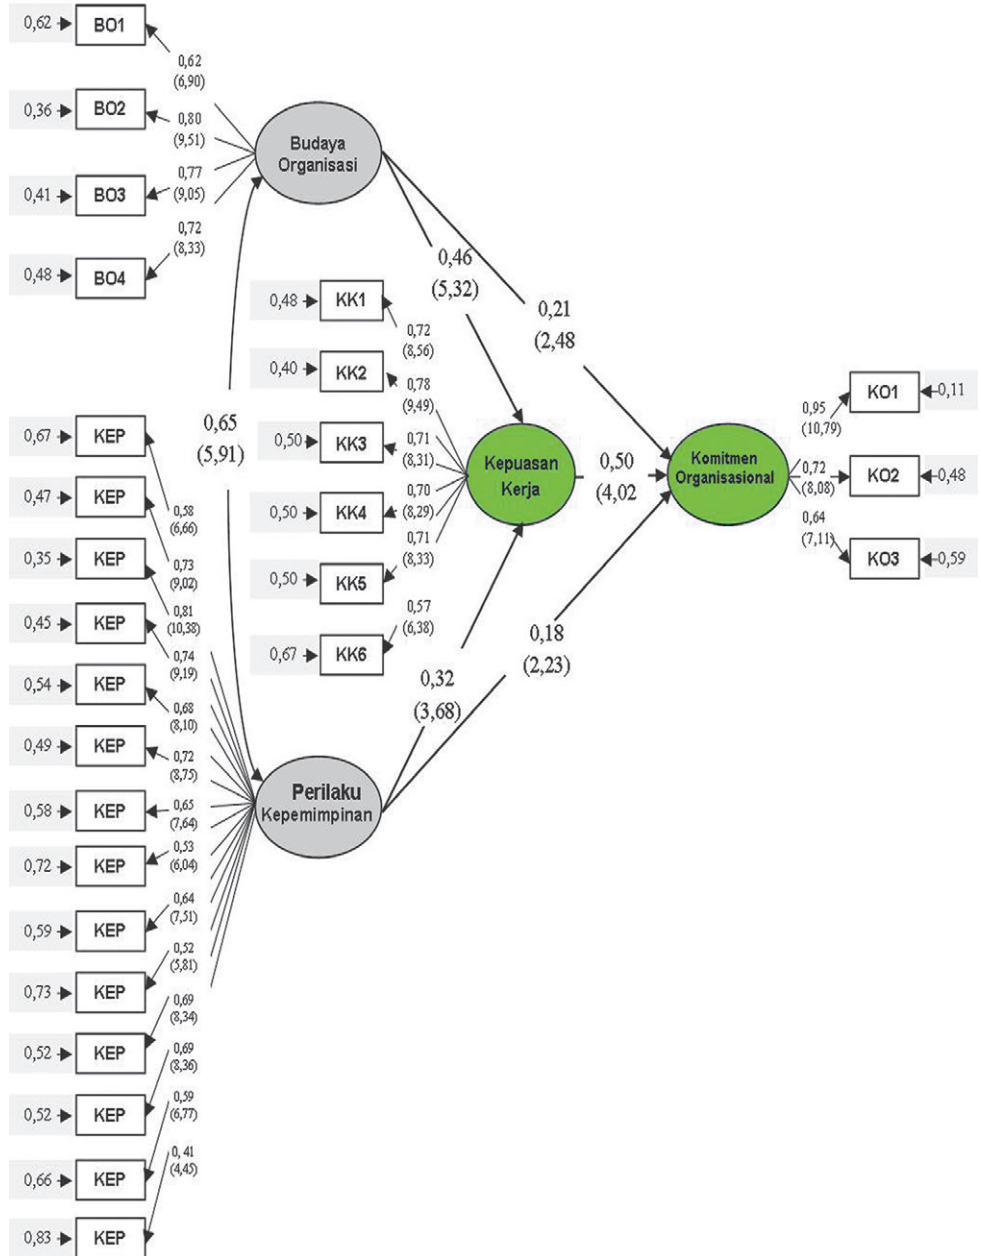 0,62
BO1
0,62
(6,90)
0,36
BO2
0,80
(9,51)
0,41
BO3
0,77
(9,05)
0,48
BO4
0,72
(8,33)
Budaya
Organisasi
0,46
(5,32)
0,21
(2,48
0,48
KK1
0,72
(8,56)
0,40
KK2
0,78
(9,49)
0,50
KK3
0,71
(8,31)
0,50
KK4
0,70
(8,29)
0,50
KK5
0,71
(8,33)
0,67
KK6
0,57
(6,38)
0,65
(5,91)
Kepuasan
Kerja
0,50
(4,02
Komitmen
Organisasional
0,95
(10,79)
KO1
0,11
0,72
(8,08)
KO2
0,48
0,64
(7,11)
KO3
0,59
0,32
(3,68)
0,18
(2,23)
Perilaku
Kepemimpinan
0,67
KEP
0,58
(6,66)
0,47
KEP
0,73
(9,02)
0,35
KEP
0,81
(10,38)
0,45
KEP
0,74
(9,19)
0,54
KEP
0,68
(8,10)
0,49
KEP
0,72
(8,75)
0,58
KEP
0,65
(7,64)
0,72
KEP
0,53
(6,04)
0,59
KEP
0,64
(7,51)
0,73
KEP
0,52
(5,81)
0,52
KEP
0,69
(8,34)
0,52
KEP
0,69
(8,36)
0,66
KEP
0,59
(6,77)
0,83
KEP
0, 41
(4,45)